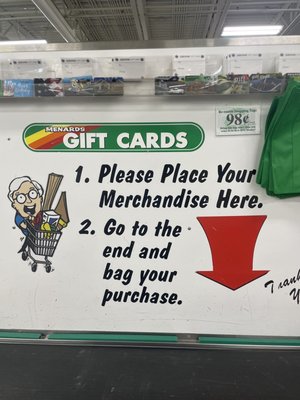 98¢
MENARDS
GIFT CARDS
1. Please Place Your
Merchandise Here.
2. Go to the
end and
bag your
purchase.